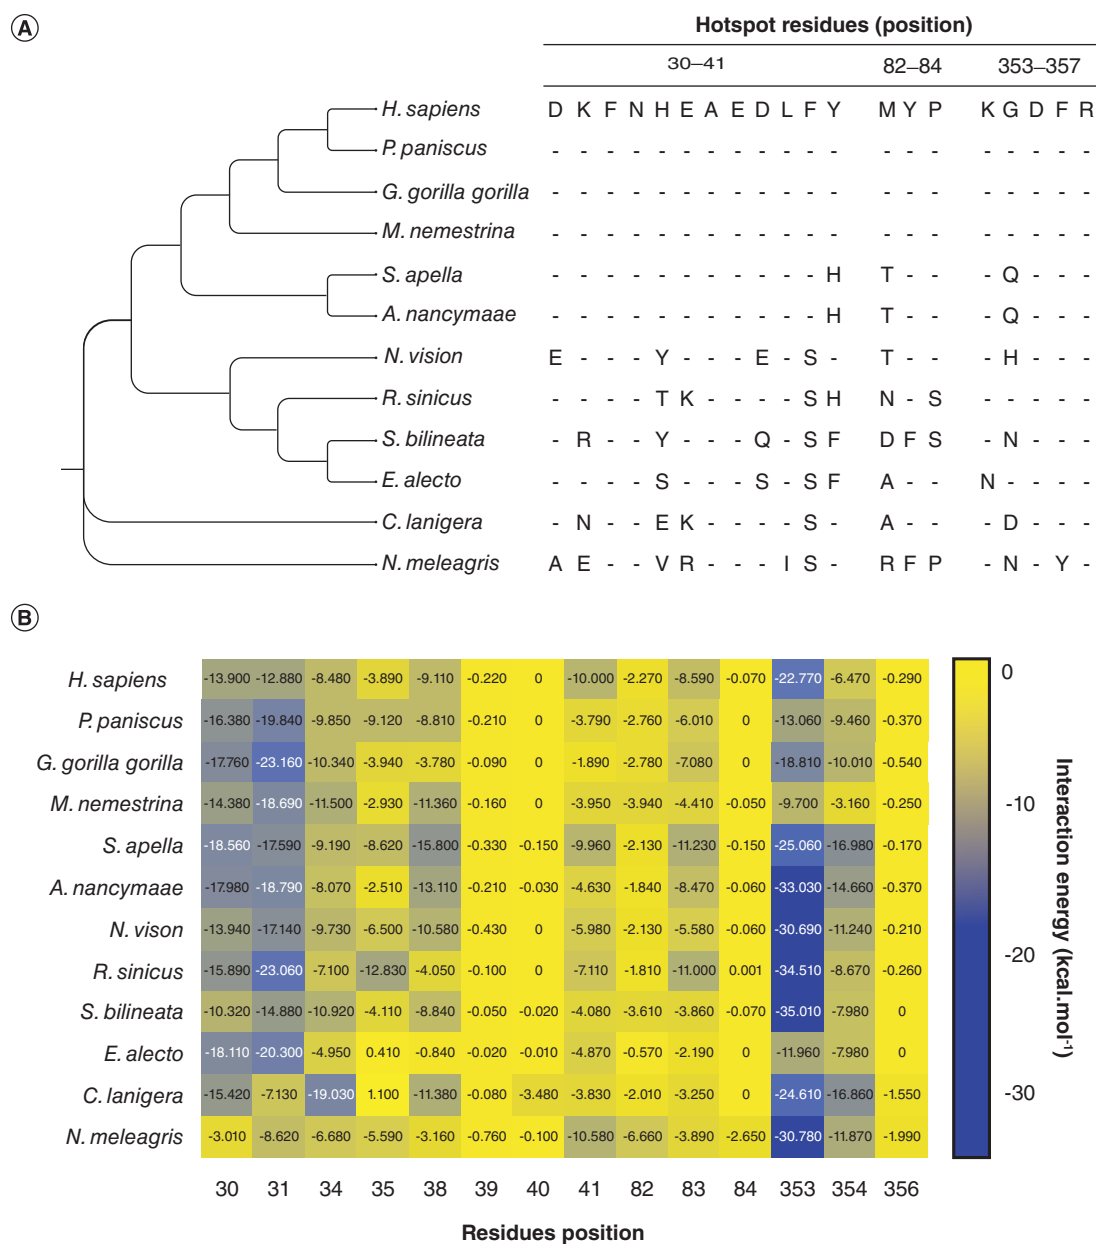 A
Hotspot residues (position)
30–41 82–84 353–357
H. sapiens D K F N H E A E D L F Y M Y P K G D F R
P. paniscus - - - - - - - - - - - - - - - - - - - -
G. gorilla gorilla - - - - - - - - - - - - - - - - - - - -
M. nemestrina - - - - - - - - - - - - - - - - - - - -
S. apella - - - - - - - - - - - H T - - - Q - - -
A. nancymaae - - - - - - - - - - - H T - - - Q - - -
N. vision E - - - Y - - - E - S - T - - - H - - -
R. sinicus - - - - T K - - - - S H N - S - - - - -
S. bilineata - R - - Y - - - Q - S F D F S - N - - -
E. alecto - - - - S - - - S - S F A - - N - - - -
C. lanigera - N - - E K - - - - S - A - - - D - - -
N. meleagris A E - - V R - - - I S - R F P - N - Y -
B
H. sapiens -13.900 -12.880 -8.480 -3.890 -9.110 -0.220 0 -10.000 -2.270 -8.590 -0.070 -22.770 -6.470 -0.290
P. paniscus -16.380 -19.840 -9.850 -9.120 -8.810 -0.210 0 -3.790 -2.760 -6.010 0 -13.060 -9.460 -0.370
G. gorilla gorilla -17.760 -23.160 -10.340 -3.940 -3.780 -0.090 0 -1.890 -2.780 -7.080 0 -18.810 -10.010 -0.540
M. nemestrina -14.380 -18.690 -11.500 -2.930 -11.360 -0.160 0 -3.950 -3.940 -4.410 -0.050 -9.700 -3.160 -0.250
S. apella -18.560 -17.590 -9.190 -8.620 -15.800 -0.330 -0.150 -9.960 -2.130 -11.230 -0.150 -25.060 -16.980 -0.170
A. nancymaae -17.980 -18.790 -8.070 -2.510 -13.110 -0.210 -0.030 -4.630 -1.840 -8.470 -0.060 -33.030 -14.660 -0.370
N. vison -13.940 -17.140 -9.730 -6.500 -10.580 -0.430 0 -5.980 -2.130 -5.580 -0.060 -30.690 -11.240 -0.210
R. sinicus -15.890 -23.060 -7.100 -12.830 -4.050 -0.100 0 -7.110 -1.810 -11.000 0.001 -34.510 -8.670 -0.260
S. bilineata -10.320 -14.880 -10.920 -4.110 -8.840 -0.050 -0.020 -4.080 -3.610 -3.860 -0.070 -35.010 -7.980 0
E. alecto -18.110 -20.300 -4.950 0.410 -0.840 -0.020 -0.010 -4.870 -0.570 -2.190 0 -11.960 -7.980 0
C. lanigera -15.420 -7.130 -19.030 1.100 -11.380 -0.080 -3.480 -3.830 -2.010 -3.250 0 -24.610 -16.860 -1.550
N. meleagris -3.010 -8.620 -6.680 -5.590 -3.160 -0.760 -0.100 -10.580 -6.660 -3.890 -2.650 -30.780 -11.870 -1.990
30 31 34 35 38 39 40 41 82 83 84 353 354 356
Residues position
0
-10
-20
-30
Interaction energy (kcal.mol-1)